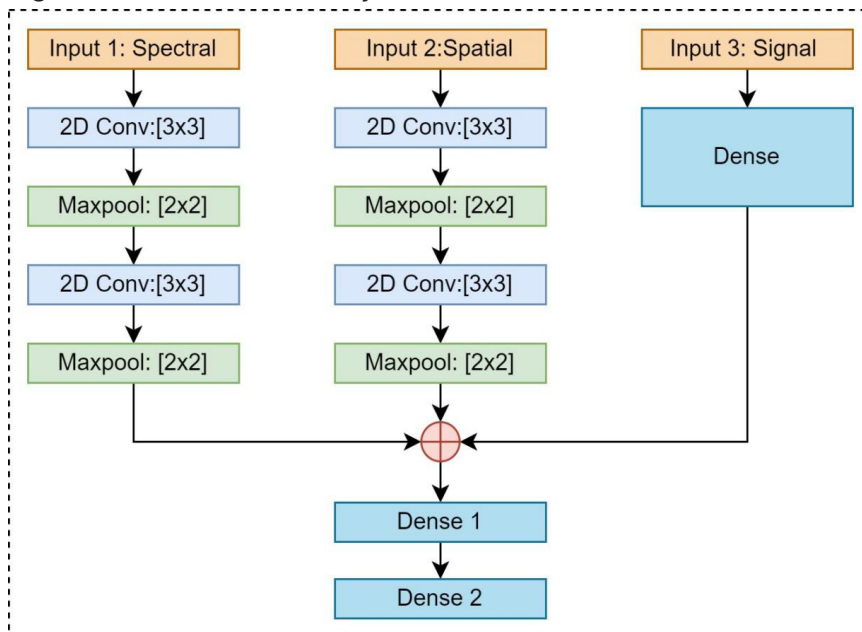 Input 1: Spectral
2D Conv:[3x3]
Maxpool: [2x2]
2D Conv:[3x3]
Maxpool: [2x2]
Input 2:Spatial
2D Conv:[3x3]
Maxpool: [2x2]
2D Conv:[3x3]
Maxpool: [2x2]
Input 3: Signal
Dense
Dense 1
Dense 2